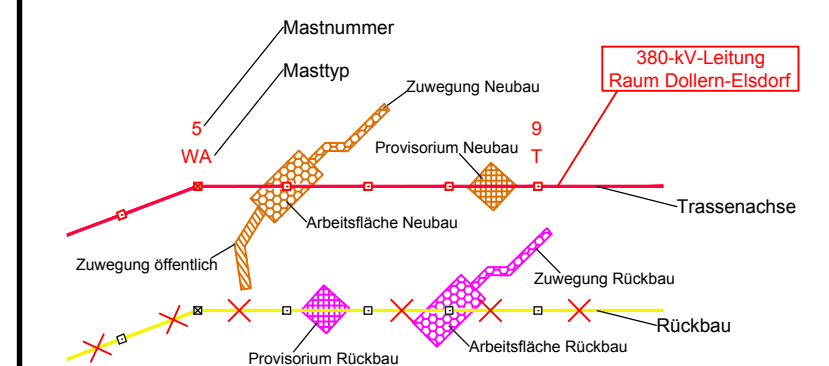 Mastnummer
Masttyp
380-kV-Leitung
Raum Dollern-Elsdorf
Zuwegung Neubau
5
WA
Provisorium Neubau
9
T
Trassenachse
Arbeitsfläche Neubau
Zuwegung öffentlich
Zuwegung Rückbau
Rückbau
Arbeitsfläche Rückbau
Provisorium Rückbau